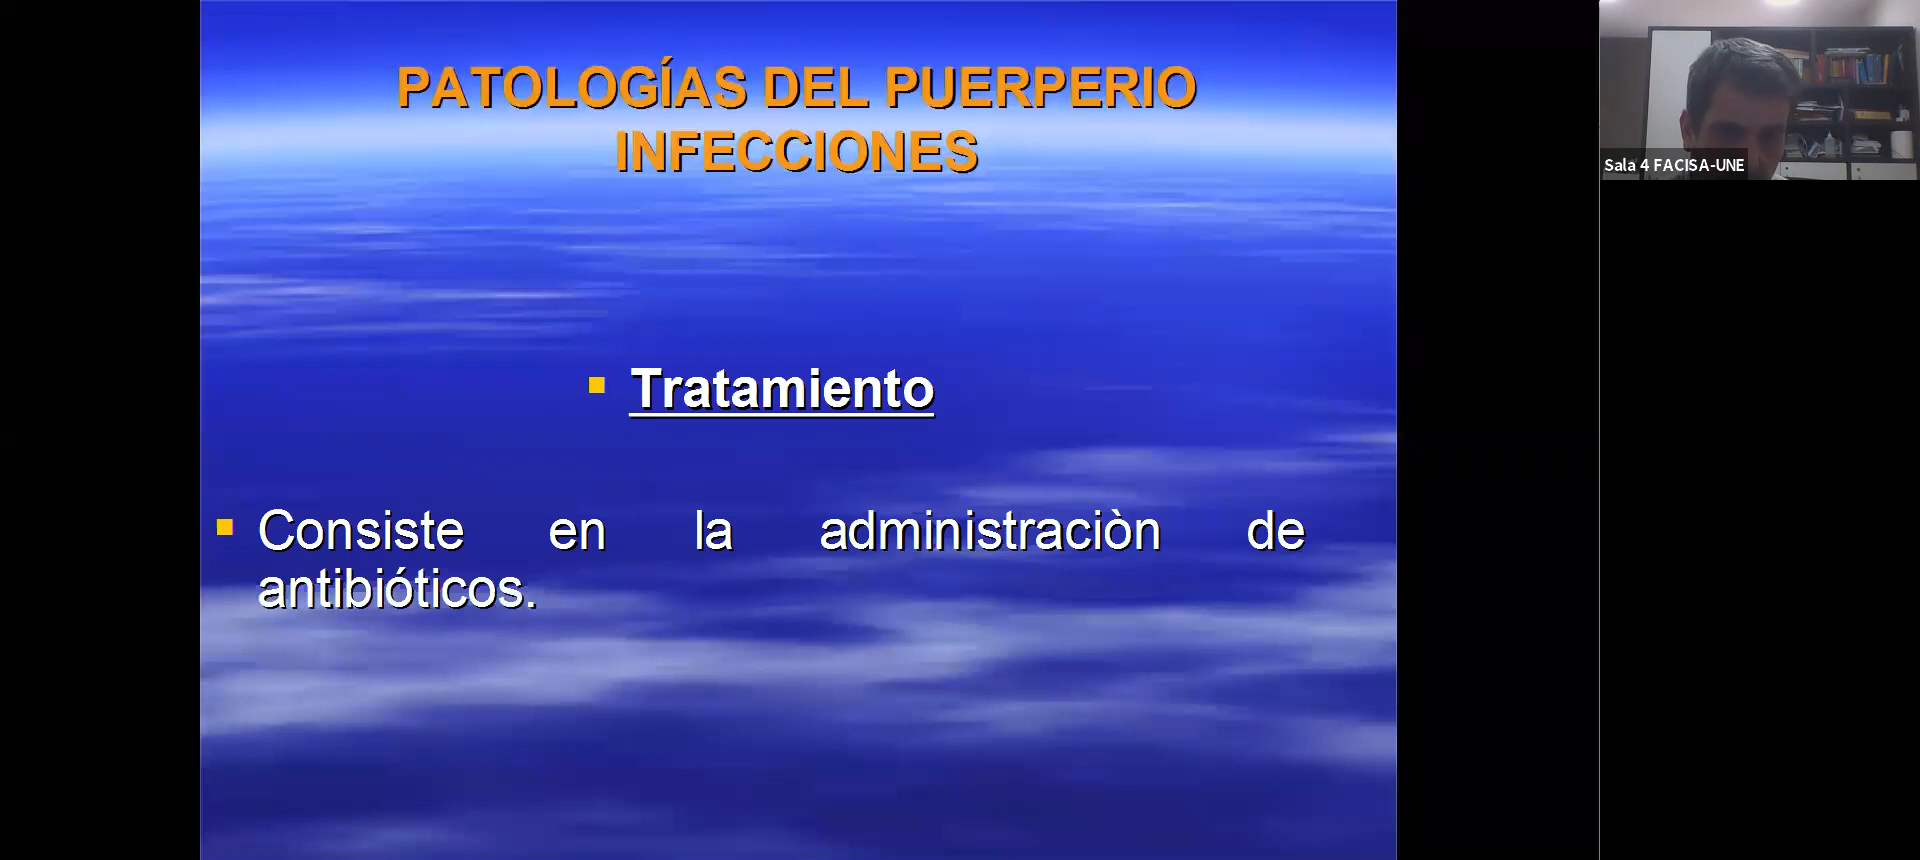 PATOLOGÍAS DEL PUERPERIO
INFECCIONES
Tratamiento
Consiste en la administraciòn de
antibióticos.
Sala 4 FACISA-UNE